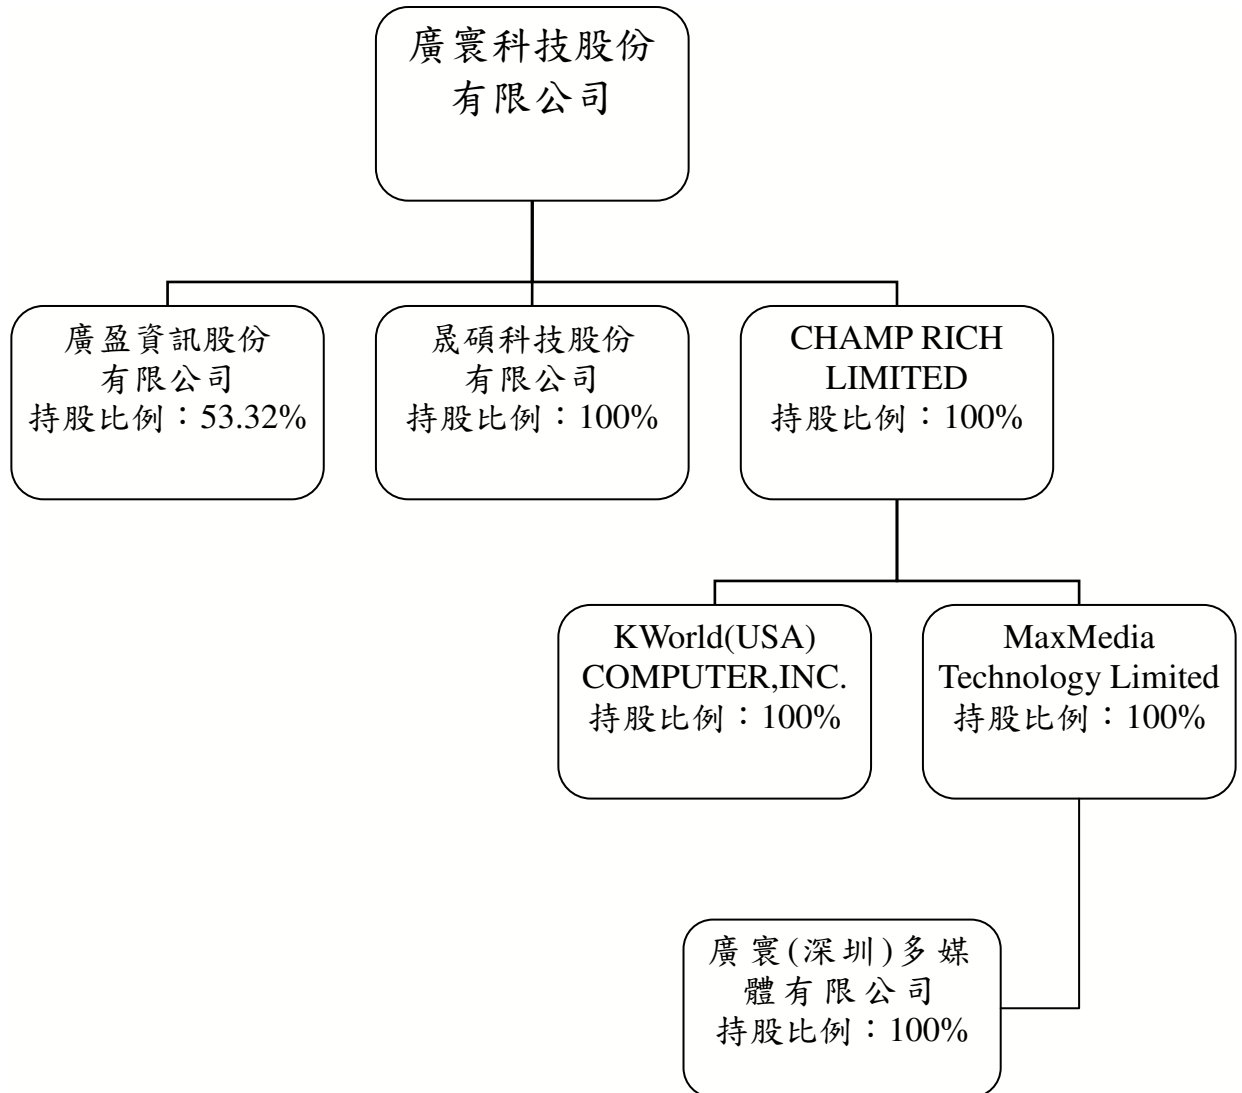 廣寰科技股份
有限公司
廣盈資訊股份
有限公司
持股比例：53.32%
晟碩科技股份
有限公司
持股比例：100%
CHAMP RICH
LIMITED
持股比例：100%
KWorld(USA)
COMPUTER,INC.
持股比例：100%
MaxMedia
Technology Limited
持股比例：100%
廣寰(深圳)多媒
體有限公司
持股比例：100%